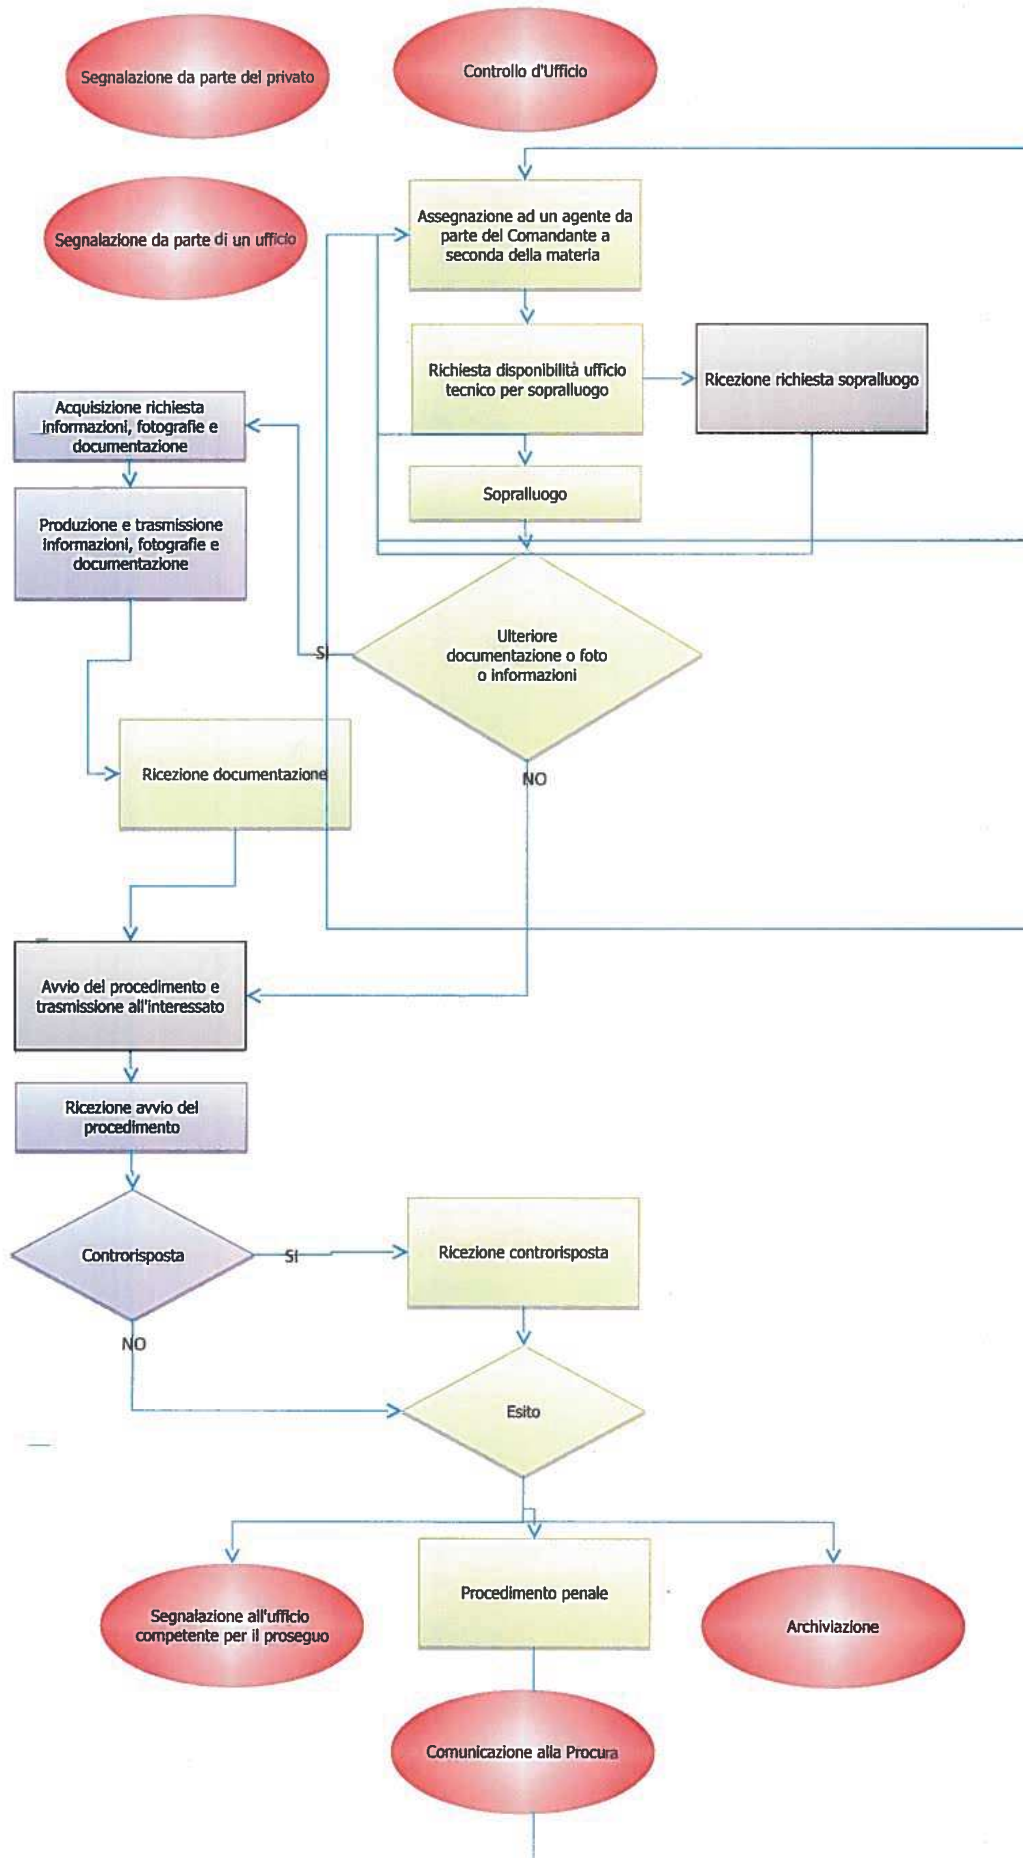 Segnalazione da parte del privato
Controllo d'Ufficio
Segnalazione da parte di un ufficio
Assegnazione ad un agente da
parte del Comandante a
seconda della materia
Richiesta disponibilità ufficio
tecnico per sopralluogo
Ricezione richiesta sopralluogo
Acquisizione richiesta
informazioni, fotografie e
documentazione
Sopralluogo
Produzione e trasmissione
informazioni, fotografie e
documentazione
Ulteriore
documentazione o foto
o informazioni
SI
Ricezione documentazione
NO
Avvio del procedimento e
trasmissione all'interessato
Ricezione avvio del
procedimento
Controrisposta
SI
Ricezione controrisposta
NO
Esito
Segnalazione all'ufficio
competente per il proseguo
Procedimento penale
Archiviazione
Comunicazione alla Procura